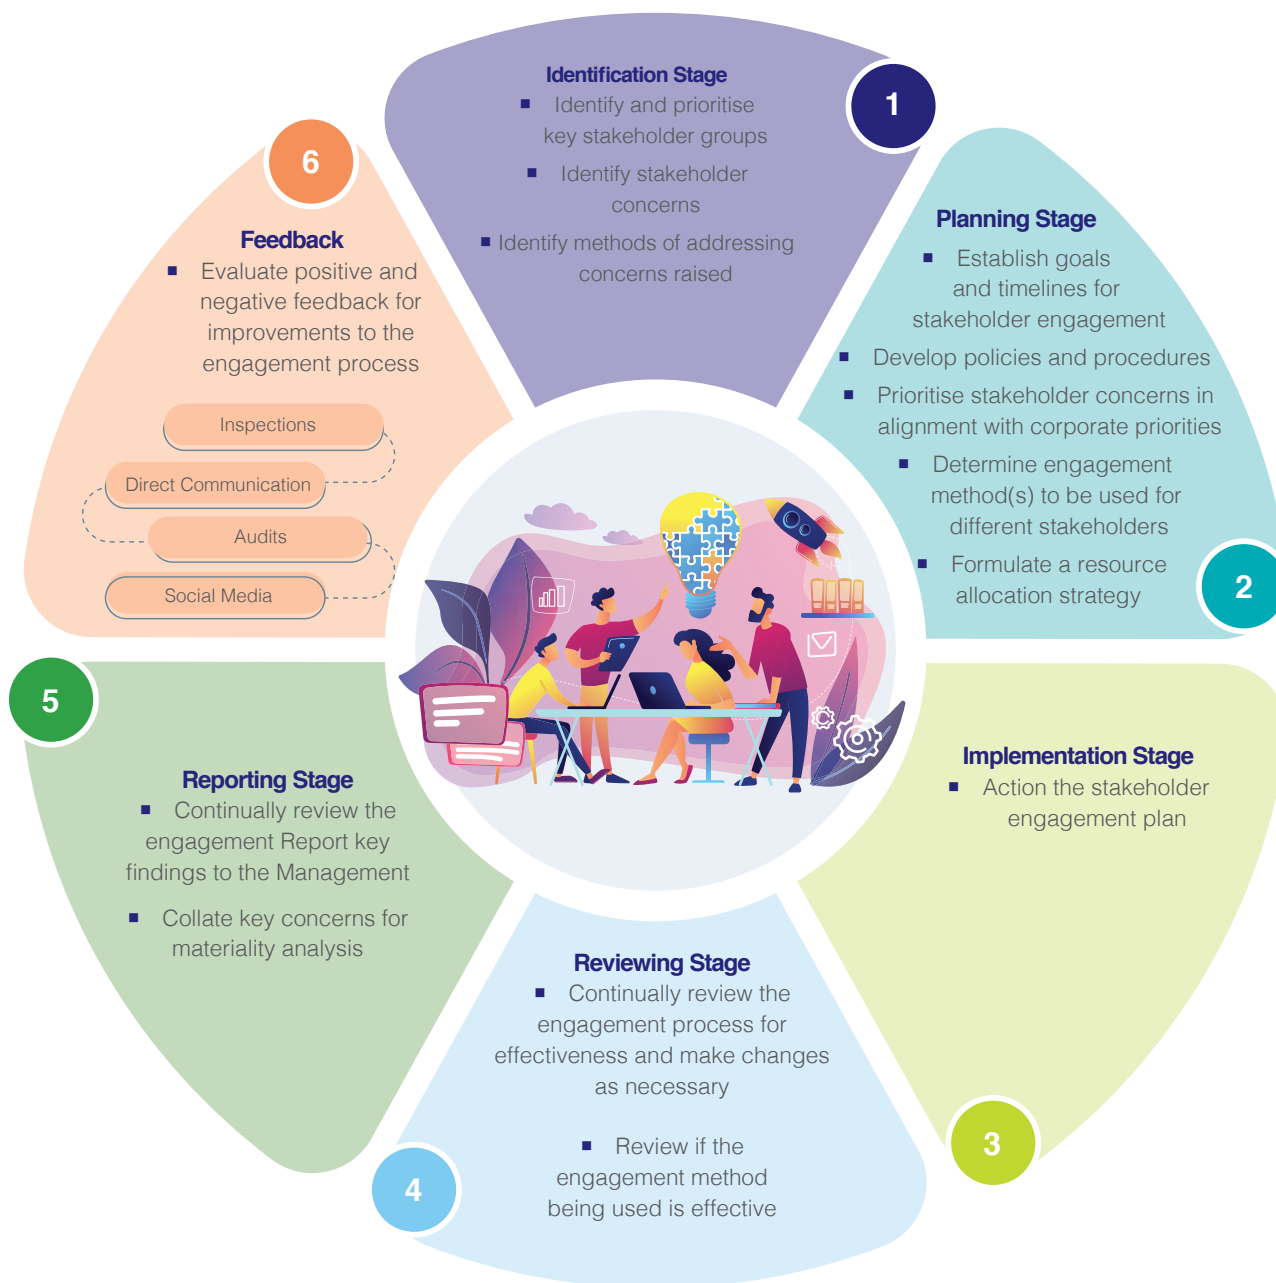 1
Identification Stage
▪ Identify and prioritise
key stakeholder groups
▪ Identify stakeholder
concerns
▪ Identify methods of addressing
concerns raised
2
Planning Stage
▪ Establish goals
and timelines for
stakeholder engagement
▪ Develop policies and procedures
▪ Prioritise stakeholder concerns in
alignment with corporate priorities
▪ Determine engagement
method(s) to be used for
different stakeholders
▪ Formulate a resource
allocation strategy
3
Implementation Stage
▪ Action the stakeholder
engagement plan
4
Reviewing Stage
▪ Continually review the
engagement process for
effectiveness and make changes
as necessary
▪ Review if the
engagement method
being used is effective
5
Reporting Stage
▪ Continually review the
engagement Report key
findings to the Management
▪ Collate key concerns for
materiality analysis
6
Feedback
▪ Evaluate positive and
negative feedback for
improvements to the
engagement process
Inspections
Direct Communication
Audits
Social Media